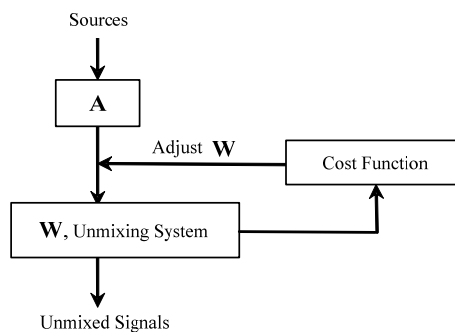 Sources
A
Adjust W
Cost Function
W, Unmixing System
Unmixed Signals